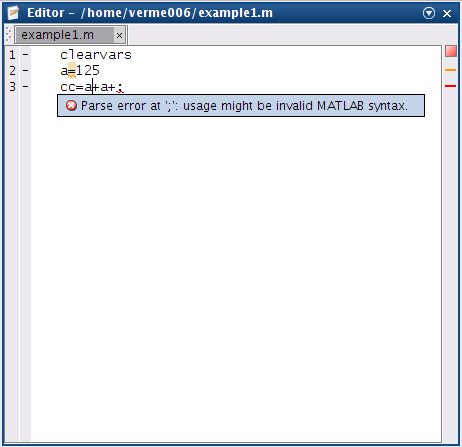 Editor - /home/verme006/example1.m
example1.m
1 - clearvars
2 - a=125
3 - cc=a+a+;
Parse error at ';': usage might be invalid MATLAB syntax.